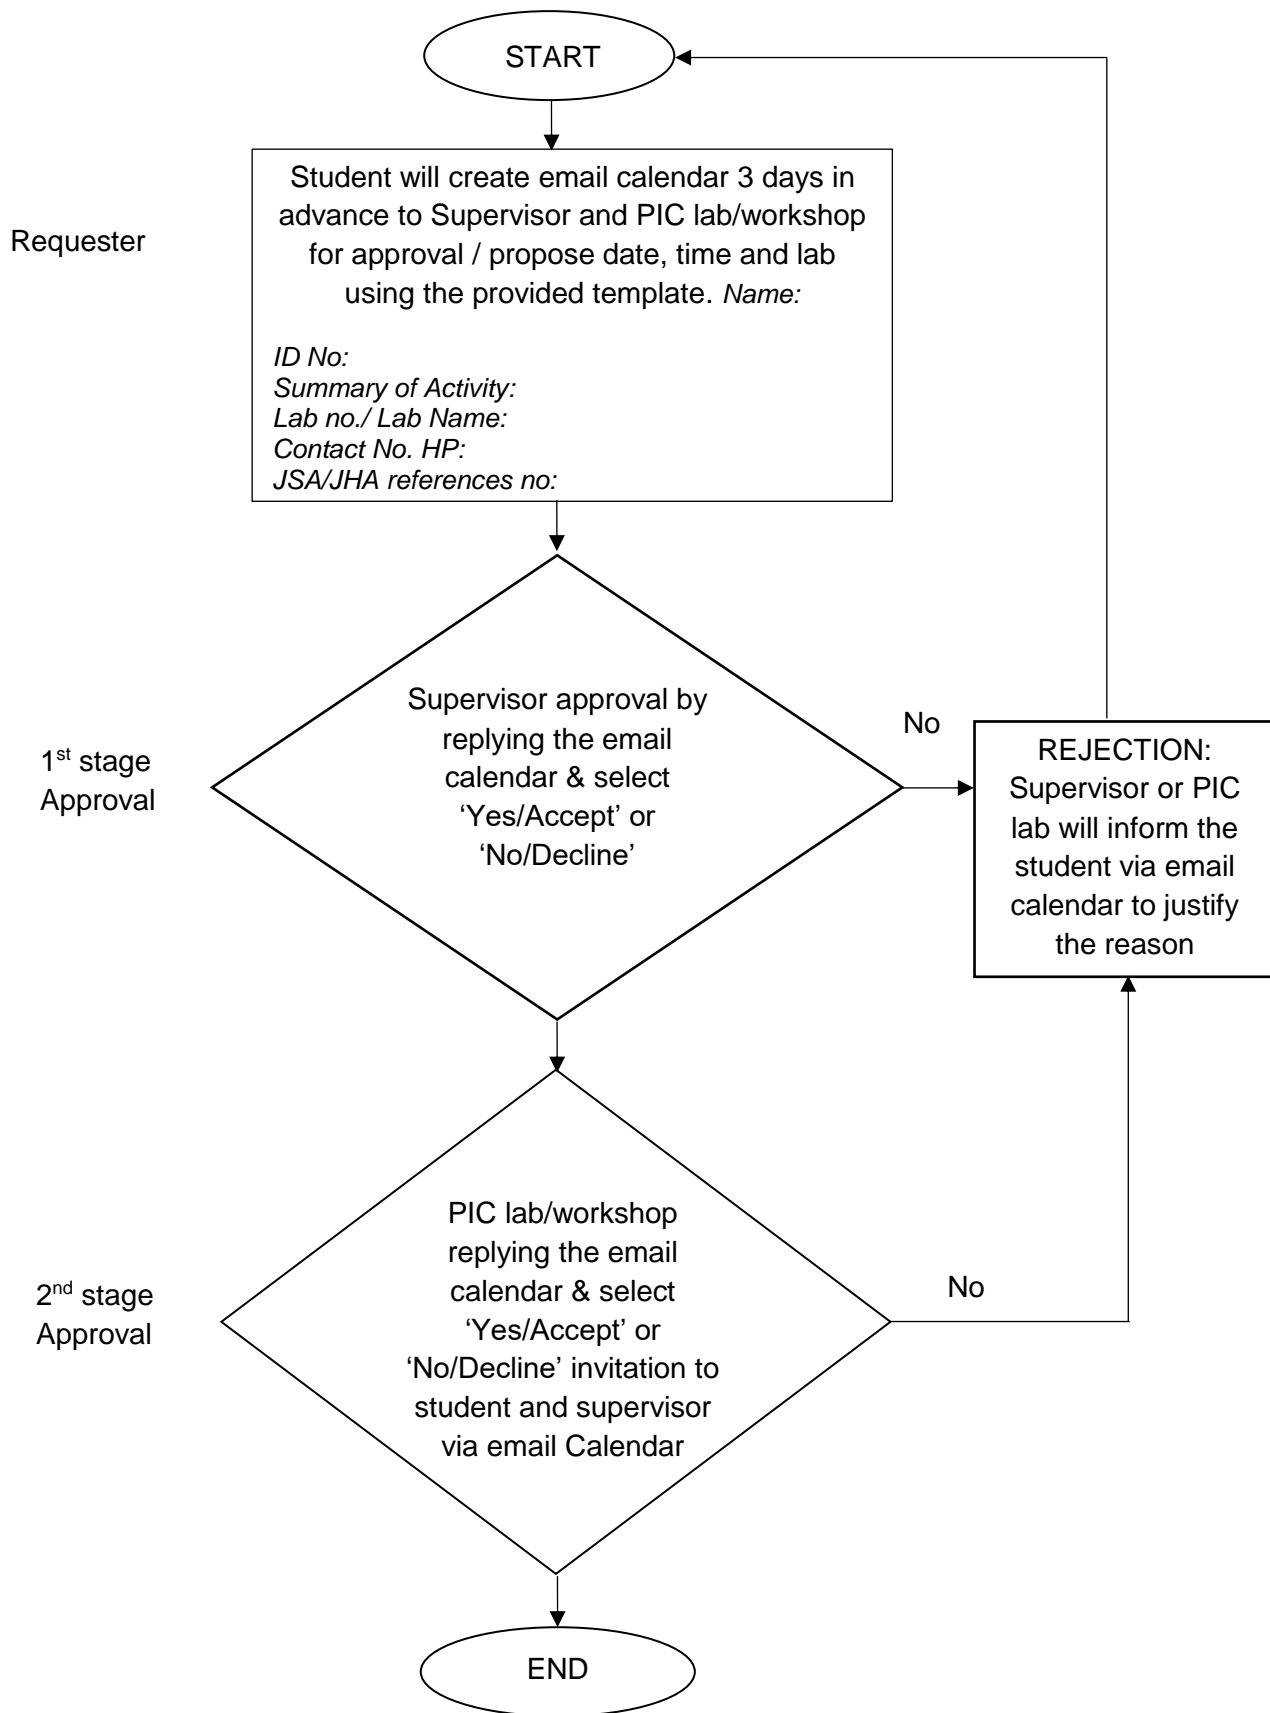 START
Requester
Student will create email calendar 3 days in
advance to Supervisor and PIC lab/workshop
for approval / propose date, time and lab
using the provided template. Name:
ID No:
Summary of Activity:
Lab no./ Lab Name:
Contact No. HP:
JSA/JHA references no:
1st stage
Approval
Supervisor approval by
replying the email
calendar & select
‘Yes/Accept’ or
‘No/Decline’
No
REJECTION:
Supervisor or PIC
lab will inform the
student via email
calendar to justify
the reason
2nd stage
Approval
PIC lab/workshop
replying the email
calendar & select
‘Yes/Accept’ or
‘No/Decline’ invitation to
student and supervisor
via email Calendar
No
END